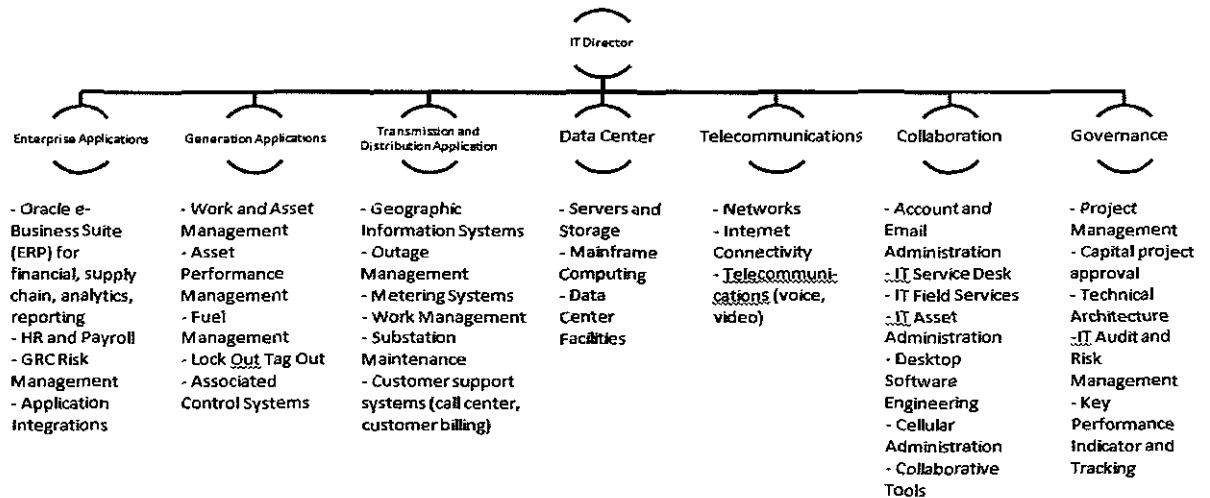 IT Director
Enterprise Applications
- Oracle e-
Business Suite
(ERP) for
financial, supply
chain, analytics,
reporting
- HR and Payroll
- GRC Risk
Management
- Application
Integrations
Generation Applications
- Work and Asset
Management
- Asset
Performance
Management
- Fuel
Management
- Lock Out Tag Out
- Associated
Control Systems
Transmission and
Distribution Application
- Geographic
Information Systems
- Outage
Management
- Metering Systems
- Work Management
- Substation
Maintenance
- Customer support
systems (call center,
customer billing)
Data Center
- Servers and
Storage
- Mainframe
Computing
- Data
Center
Facilities
Telecommunications
- Networks
- Internet
Connectivity
- Telecommuni-
cations (voice,
video)
Collaboration
- Account and
Email
Administration
- IT Service Desk
- IT Field Services
- IT Asset
Administration
- Desktop
Software
Engineering
- Cellular
Administration
- Collaborative
Tools
Governance
- Project
Management
- Capital project
approval
- Technical
Architecture
-IT Audit and
Risk
Management
- Key
Performance
Indicator and
Tracking